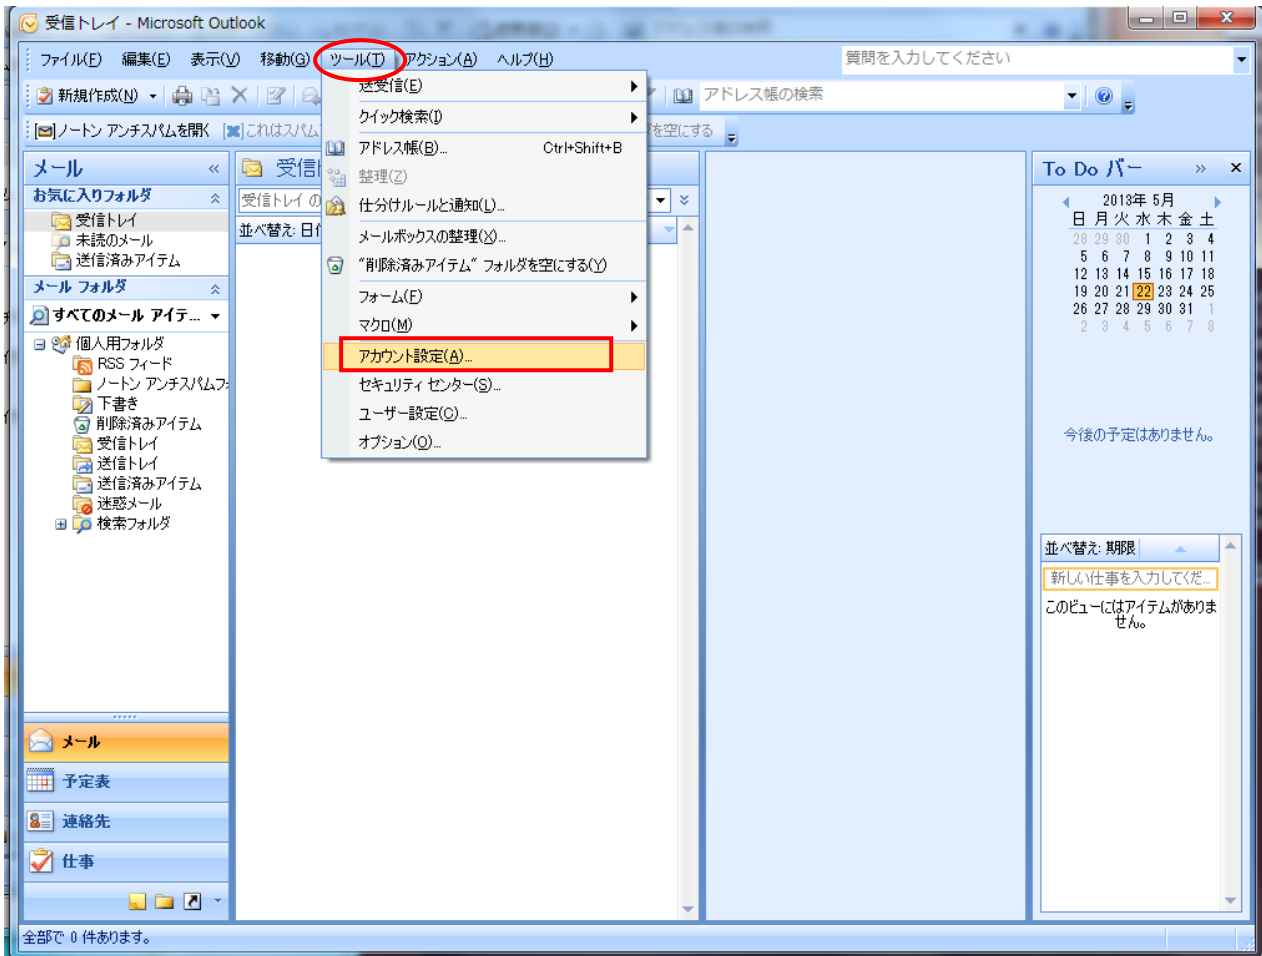 受信トレイ - Microsoft Outlook
ファイル(F) 編集(E) 表示(V) 移動(G) ツール(T) アクション(A) ヘルプ(H) 質問を入力してください
新規作成(N) アドレス帳の検索
ノートン アンチスパムを開く これはスパム を空にする
メール
お気に入りフォルダ
受信トレイ
未読のメール
送信済みアイテム
メール フォルダ
すべてのメール アイテ...
個人用フォルダ
RSS フィード
ノートン アンチスパムフ
下書き
削除済みアイテム
受信トレイ
送信トレイ
送信済みアイテム
迷惑メール
検索フォルダ
メール
予定表
連絡先
仕事
全部で 0 件あります。
受信
受信トレイ の
並べ替え: 日
送受信(E)
クイック検索(I)
アドレス帳(B)... Ctrl+Shift+B
整理(Z)
仕分けルールと通知(L)...
メールボックスの整理(X)...
"削除済みアイテム" フォルダを空にする(Y)
フォーム(F)
マクロ(M)
アカウント設定(A)...
セキュリティ センター(S)...
ユーザー設定(C)...
オプション(O)...
To Do バー
2013年 5月
日 月 火 水 木 金 土
28 29 30 1 2 3 4
5 6 7 8 9 10 11
12 13 14 15 16 17 18
19 20 21 22 23 24 25
26 27 28 29 30 31 1
2 3 4 5 6 7 8
今後の予定はありません。
並べ替え: 期限
新しい仕事を入力してくだ...
このビューにはアイテムがありま
せん。